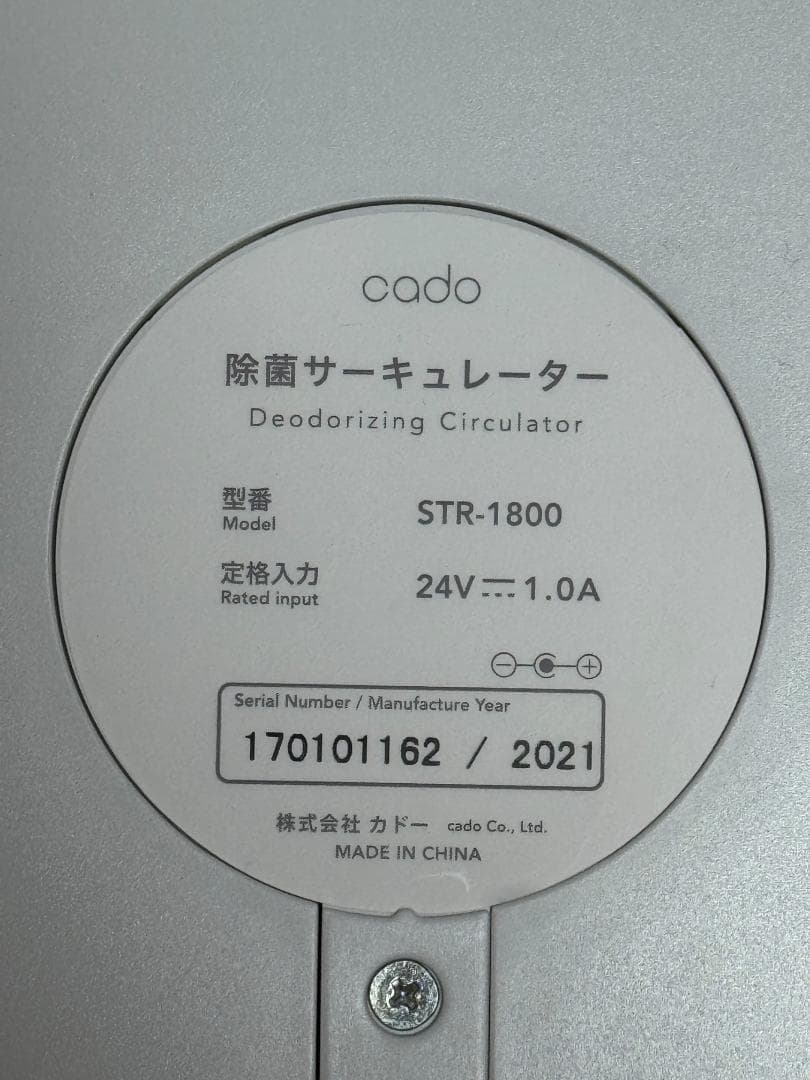 cado
除菌サーキュレーター
Deodorizing Circulator
型番 STR-1800
Model
定格入力 24V⎓1.0A
Rated input
Serial Number / Manufacture Year
170101162 / 2021
株式会社 カドー cado Co., Ltd.
MADE IN CHINA